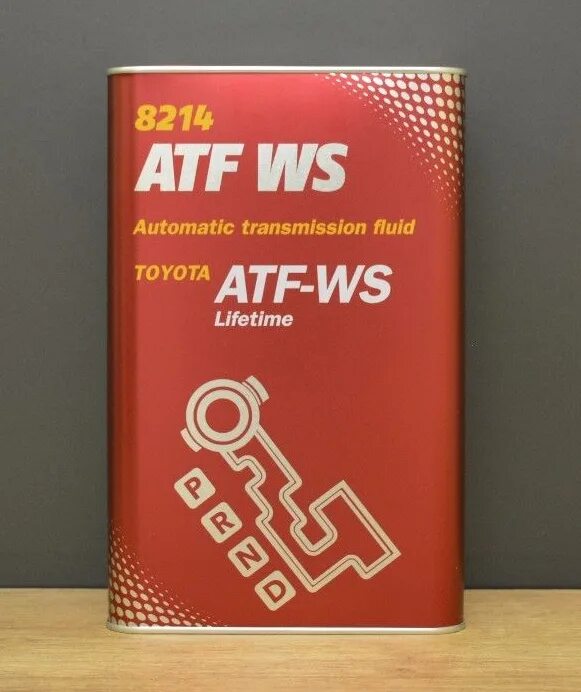 8214
ATF WS
Automatic transmission fluid
TOYOTA ATF-WS
Lifetime
P
R
N
D